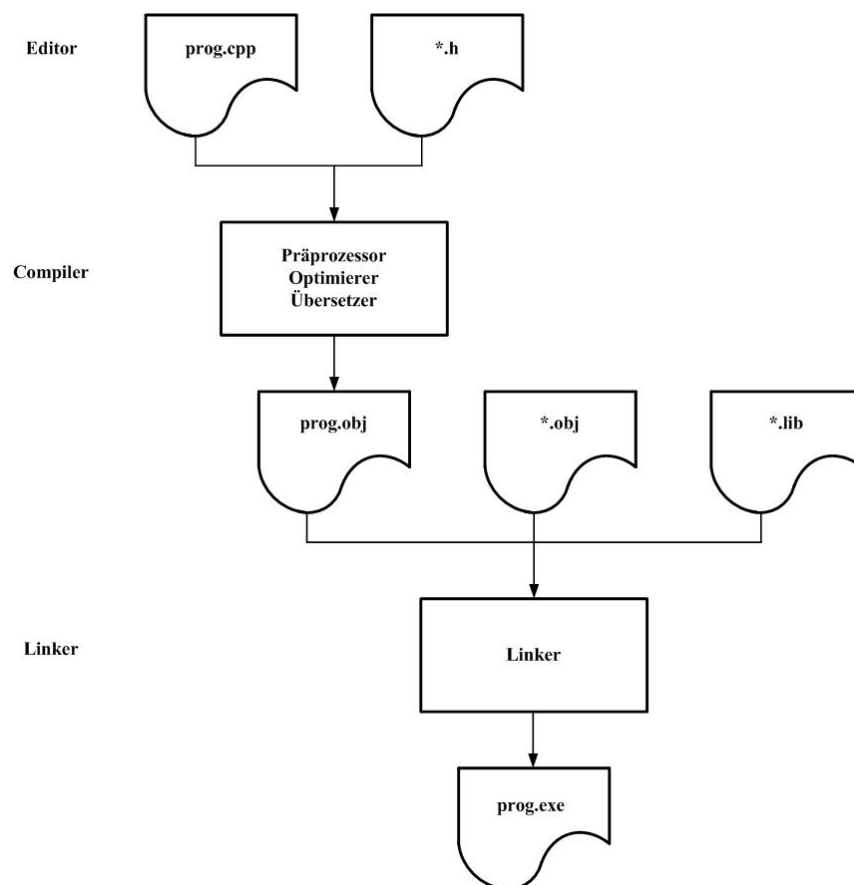 Editor
prog.cpp
*.h
Compiler
Präprozessor
Optimierer
Übersetzer
prog.obj
*.obj
*.lib
Linker
Linker
prog.exe